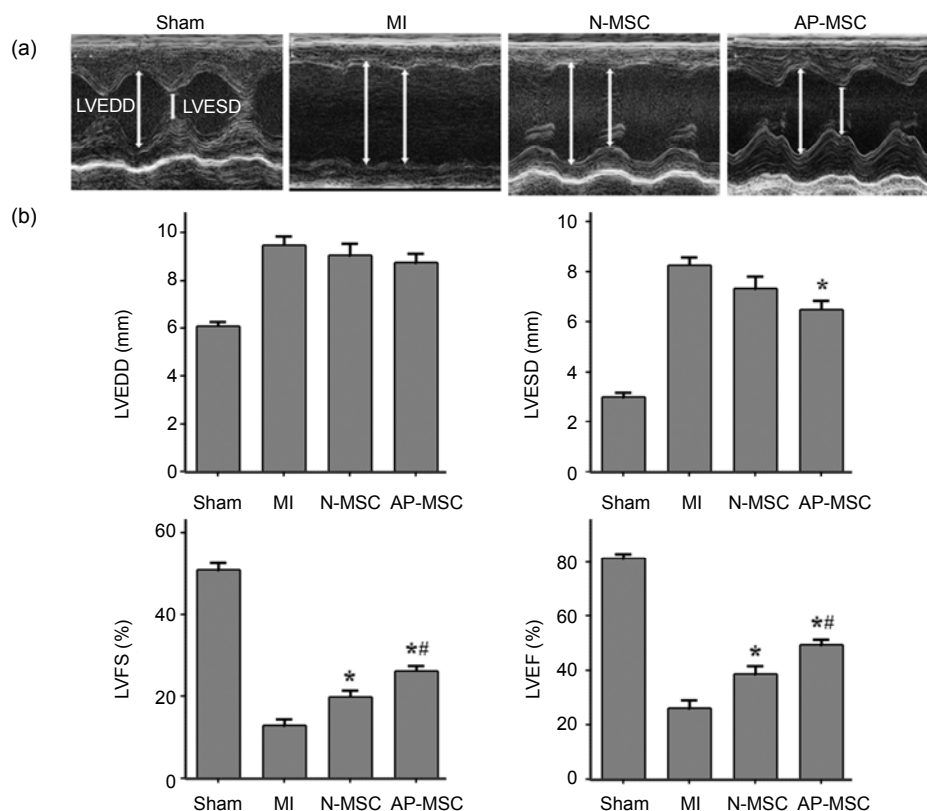 Sham MI N-MSC AP-MSC
(a)
LVEDD LVESD
(b)
10
8
6
4
2
0
LVEDD (mm)
Sham MI N-MSC AP-MSC
10
8
6
4
2
0
LVESD (mm)
*
Sham MI N-MSC AP-MSC
60
40
20
0
LVFS (%)
*
*#
Sham MI N-MSC AP-MSC
80
60
40
20
0
LVEF (%)
*
*#
Sham MI N-MSC AP-MSC